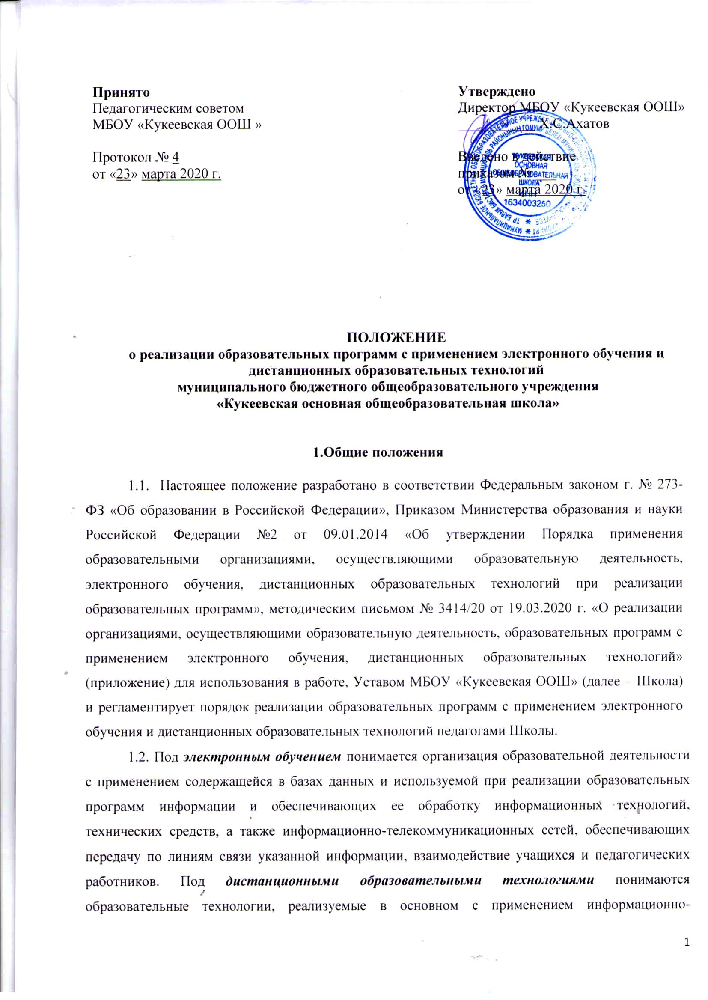 Принято
Педагогическим советом
МБОУ «Кукеевская ООШ »
Протокол № 4
от «23» марта 2020 г.
Утверждено
Директор МБОУ «Кукеевская ООШ»
Х.С.Ахатов
Введено в действие
приказом №
от «23» марта 2020 г.
"КУКЕЕВСКАЯ
ОСНОВНАЯ
ОБЩЕОБРАЗОВАТЕЛЬНАЯ
ШКОЛА"
ИНН
1634003250
ПОЛОЖЕНИЕ
о реализации образовательных программ с применением электронного обучения и
дистанционных образовательных технологий
муниципального бюджетного общеобразовательного учреждения
«Кукеевская основная общеобразовательная школа»
1.Общие положения
1.1. Настоящее положение разработано в соответствии Федеральным законом г. № 273-
ФЗ «Об образовании в Российской Федерации», Приказом Министерства образования и науки
Российской Федерации №2 от 09.01.2014 «Об утверждении Порядка применения
образовательными организациями, осуществляющими образовательную деятельность,
электронного обучения, дистанционных образовательных технологий при реализации
образовательных программ», методическим письмом № 3414/20 от 19.03.2020 г. «О реализации
организациями, осуществляющими образовательную деятельность, образовательных программ с
применением электронного обучения, дистанционных образовательных технологий»
(приложение) для использования в работе, Уставом МБОУ «Кукеевская ООШ» (далее – Школа)
и регламентирует порядок реализации образовательных программ с применением электронного
обучения и дистанционных образовательных технологий педагогами Школы.
1.2. Под электронным обучением понимается организация образовательной деятельности
с применением содержащейся в базах данных и используемой при реализации образовательных
программ информации и обеспечивающих ее обработку информационных технологий,
технических средств, а также информационно-телекоммуникационных сетей, обеспечивающих
передачу по линиям связи указанной информации, взаимодействие учащихся и педагогических
работников. Под дистанционными образовательными технологиями понимаются
образовательные технологии, реализуемые в основном с применением информационно-
1